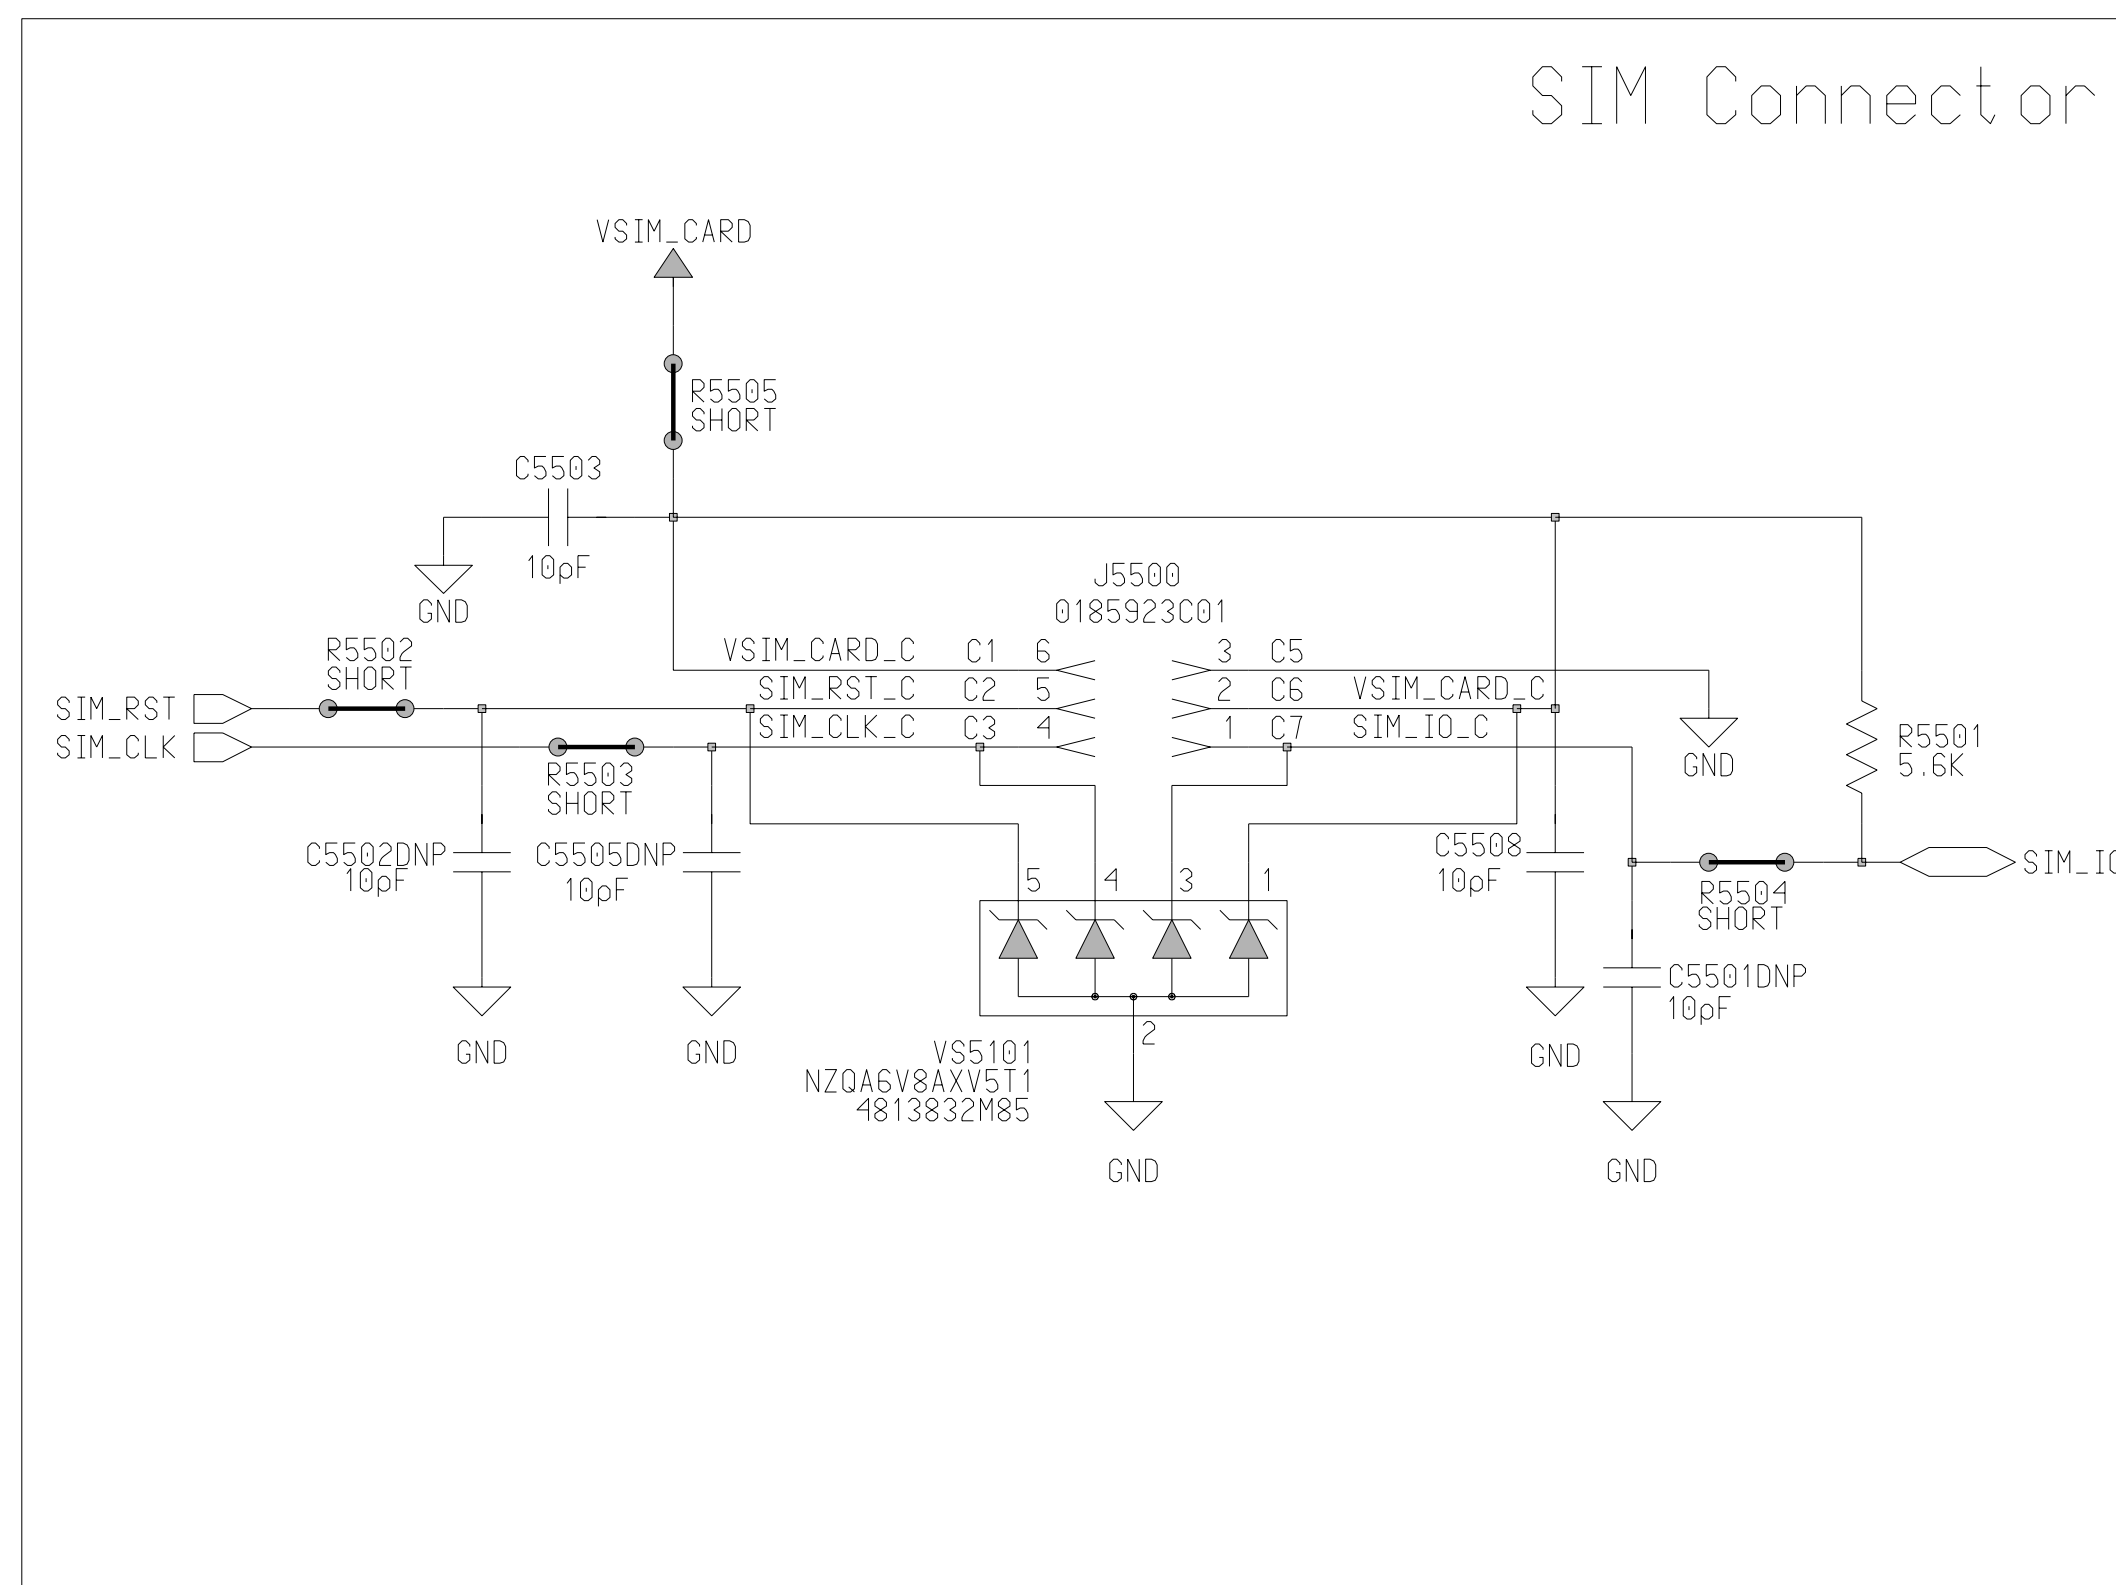 SIM Connector
VSIM_CARD
R5505
SHORT
C5503
10pF
GND
J5500
0185923C01
R5502
SHORT
VSIM_CARD_C C1 6
3 C5
SIM_RST_C C2 5
2 C6 VSIM_CARD_C
SIM_CLK_C C3 4
1 C7 SIM_IO_C
SIM_RST
SIM_CLK
R5503
SHORT
GND
R5501
5.6K
C5502DNP
10pF
C5505DNP
10pF
5 4 3 1
C5508
10pF
SIM_IO
R5504
SHORT
C5501DNP
10pF
2
GND
GND
VS5101
NZQA6V8AXV5T1
4813832M85
GND
GND
GND